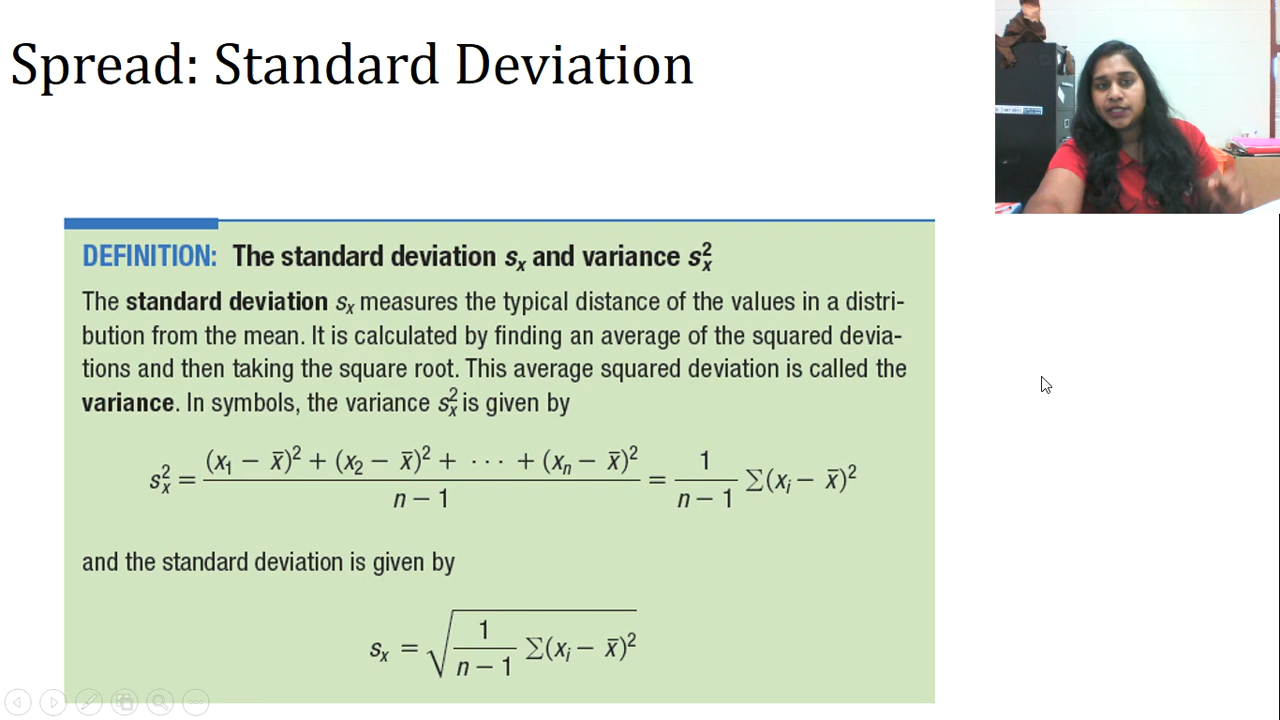 Spread: Standard Deviation
DEFINITION: The standard deviation sₓ and variance sₓ²
The standard deviation sₓ measures the typical distance of the values in a distri-
bution from the mean. It is calculated by finding an average of the squared devia-
tions and then taking the square root. This average squared deviation is called the
variance. In symbols, the variance sₓ² is given by
sₓ² = ((x₁ − x̄)² + (x₂ − x̄)² + · · · + (xₙ − x̄)²)/(n − 1) = 1/(n − 1) Σ(xᵢ − x̄)²
and the standard deviation is given by
sₓ = √(1/(n − 1) Σ(xᵢ − x̄)²)